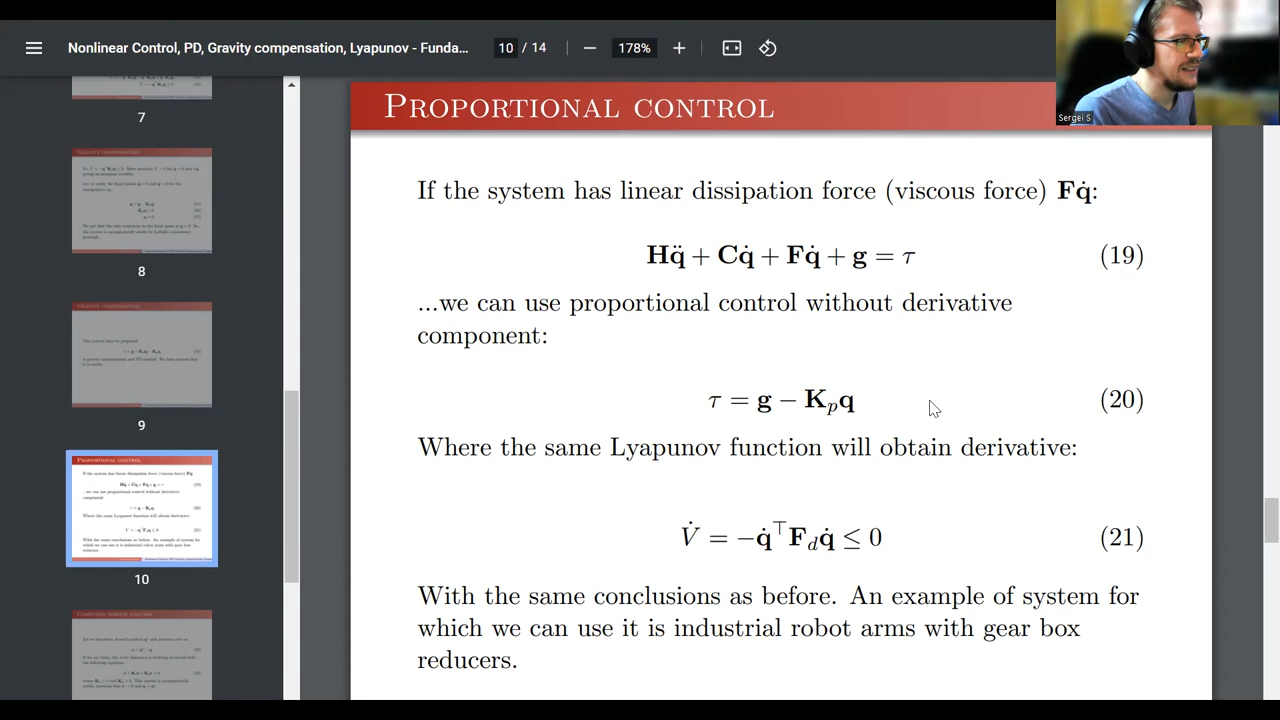 Nonlinear Control, PD, Gravity compensation, Lyapunov - Funda...
10 / 14
178%
Sergei S
7
8
9
10
PROPORTIONAL CONTROL
If the system has linear dissipation force (viscous force) Fq̇:
Hq̈ + Cq̇ + Fq̇ + g = τ (19)
...we can use proportional control without derivative
component:
τ = g − Kₚq (20)
Where the same Lyapunov function will obtain derivative:
V̇ = −q̇⊤F_dq̇ ≤ 0 (21)
With the same conclusions as before. An example of system for
which we can use it is industrial robot arms with gear box
reducers.